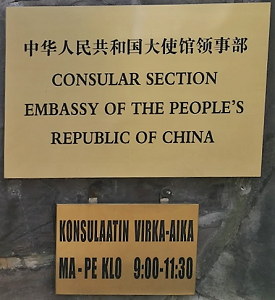 中华人民共和国大使馆领事部
CONSULAR SECTION
EMBASSY OF THE PEOPLE'S
REPUBLIC OF CHINA
KONSULAATIN VIRKA-AIKA
MA-PE KLO 9:00-11:30